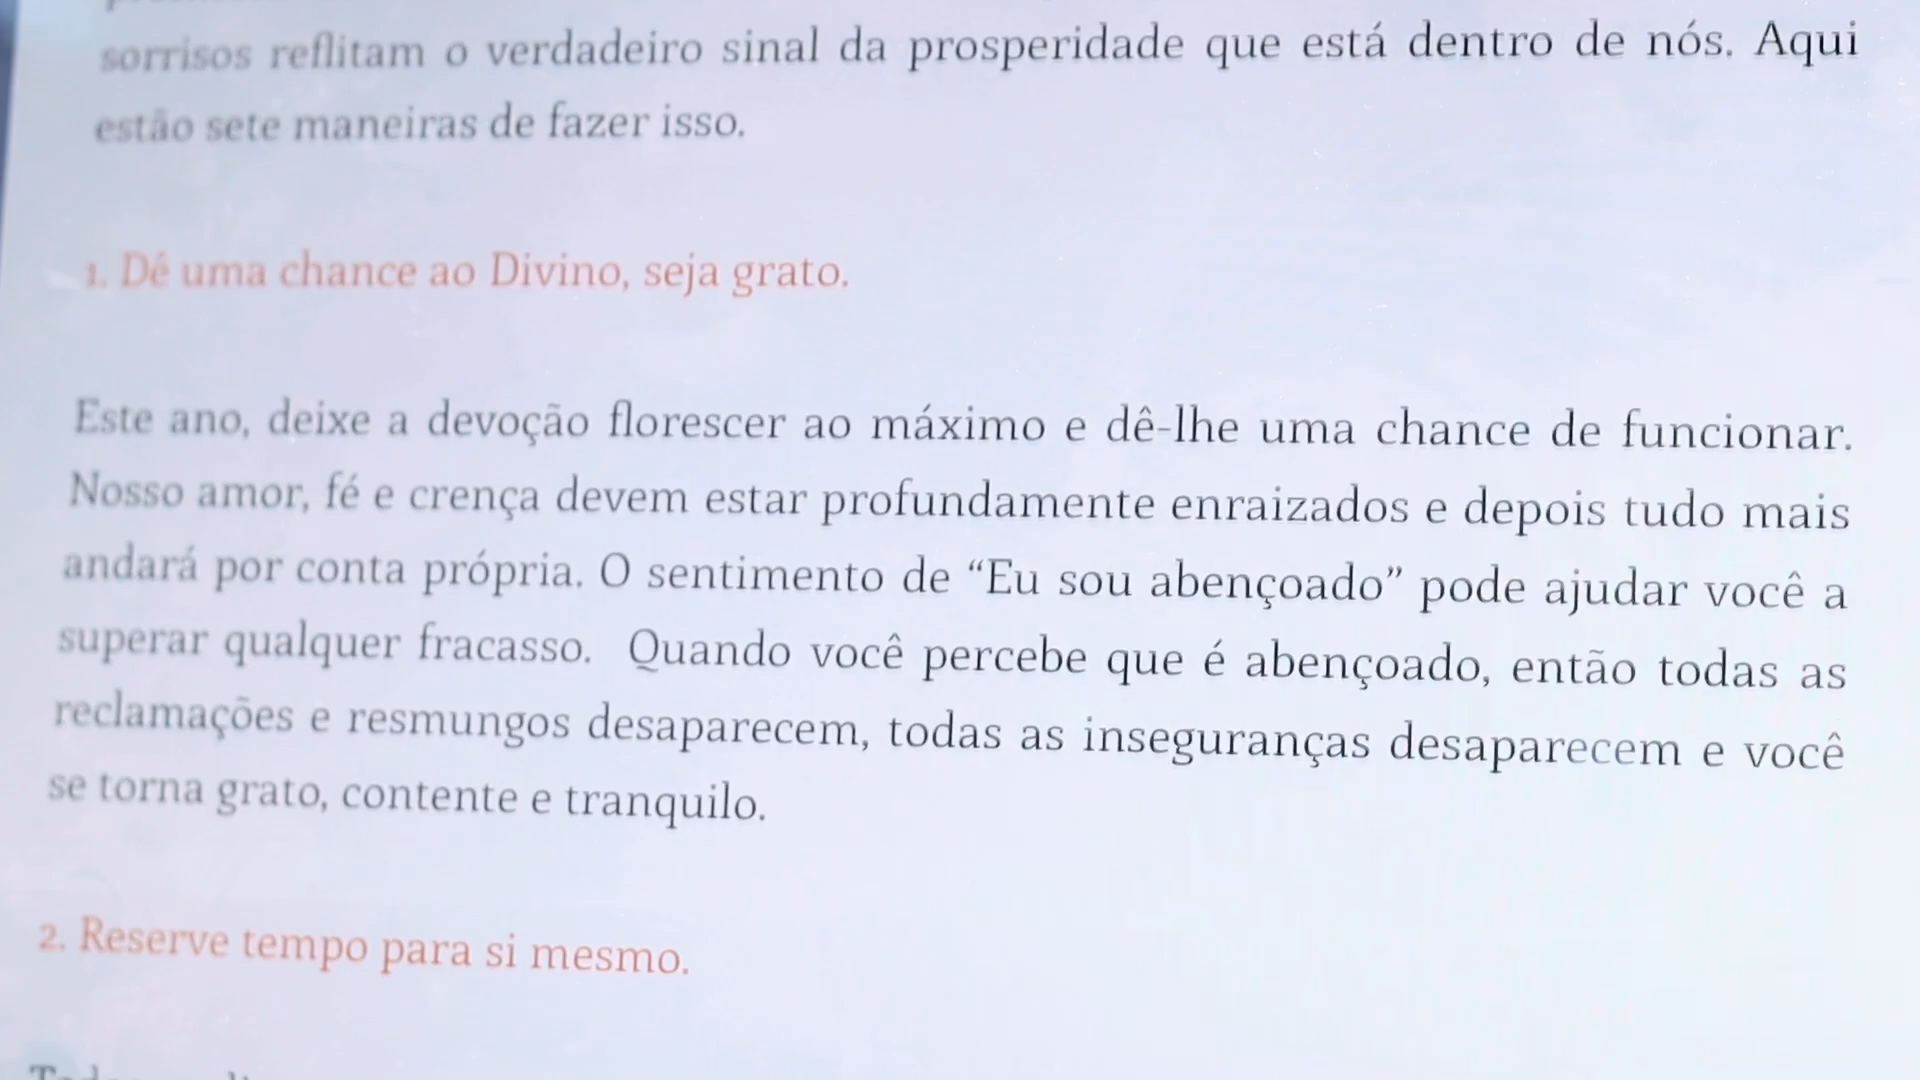 sorrisos reflitam o verdadeiro sinal da prosperidade que está dentro de nós. Aqui
estão sete maneiras de fazer isso.
1. Dê uma chance ao Divino, seja grato.
Este ano, deixe a devoção florescer ao máximo e dê-lhe uma chance de funcionar.
Nosso amor, fé e crença devem estar profundamente enraizados e depois tudo mais
andará por conta própria. O sentimento de “Eu sou abençoado” pode ajudar você a
superar qualquer fracasso. Quando você percebe que é abençoado, então todas as
reclamações e resmungos desaparecem, todas as inseguranças desaparecem e você
se torna grato, contente e tranquilo.
2. Reserve tempo para si mesmo.